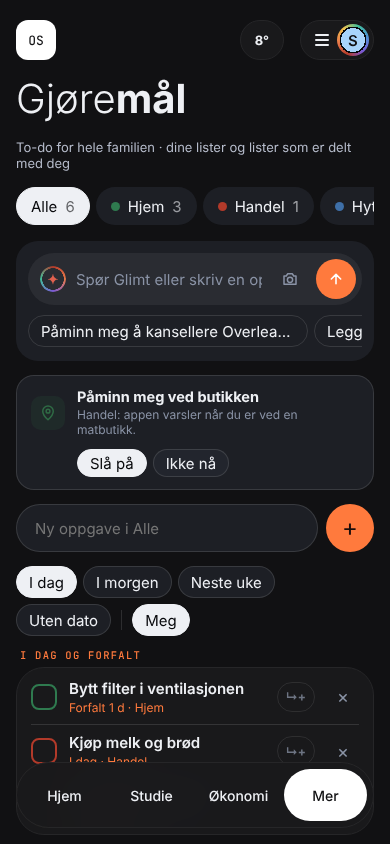 OS
8°
S
Gjøremål
To-do for hele familien · dine lister og lister som er delt
med deg
Alle 6
Hjem 3
Handel 1
Hyt
Spør Glimt eller skriv en op
Påminn meg å kansellere Overlea...
Legg
Påminn meg ved butikken
Handel: appen varsler når du er ved en
matbutikk.
Slå på
Ikke nå
Ny oppgave i Alle
+
I dag
I morgen
Neste uke
Uten dato
Meg
I DAG OG FORFALT
Bytt filter i ventilasjonen
Forfalt 1 d · Hjem
Kjøp melk og brød
I dag · Handel
Hjem
Studie
Økonomi
Mer